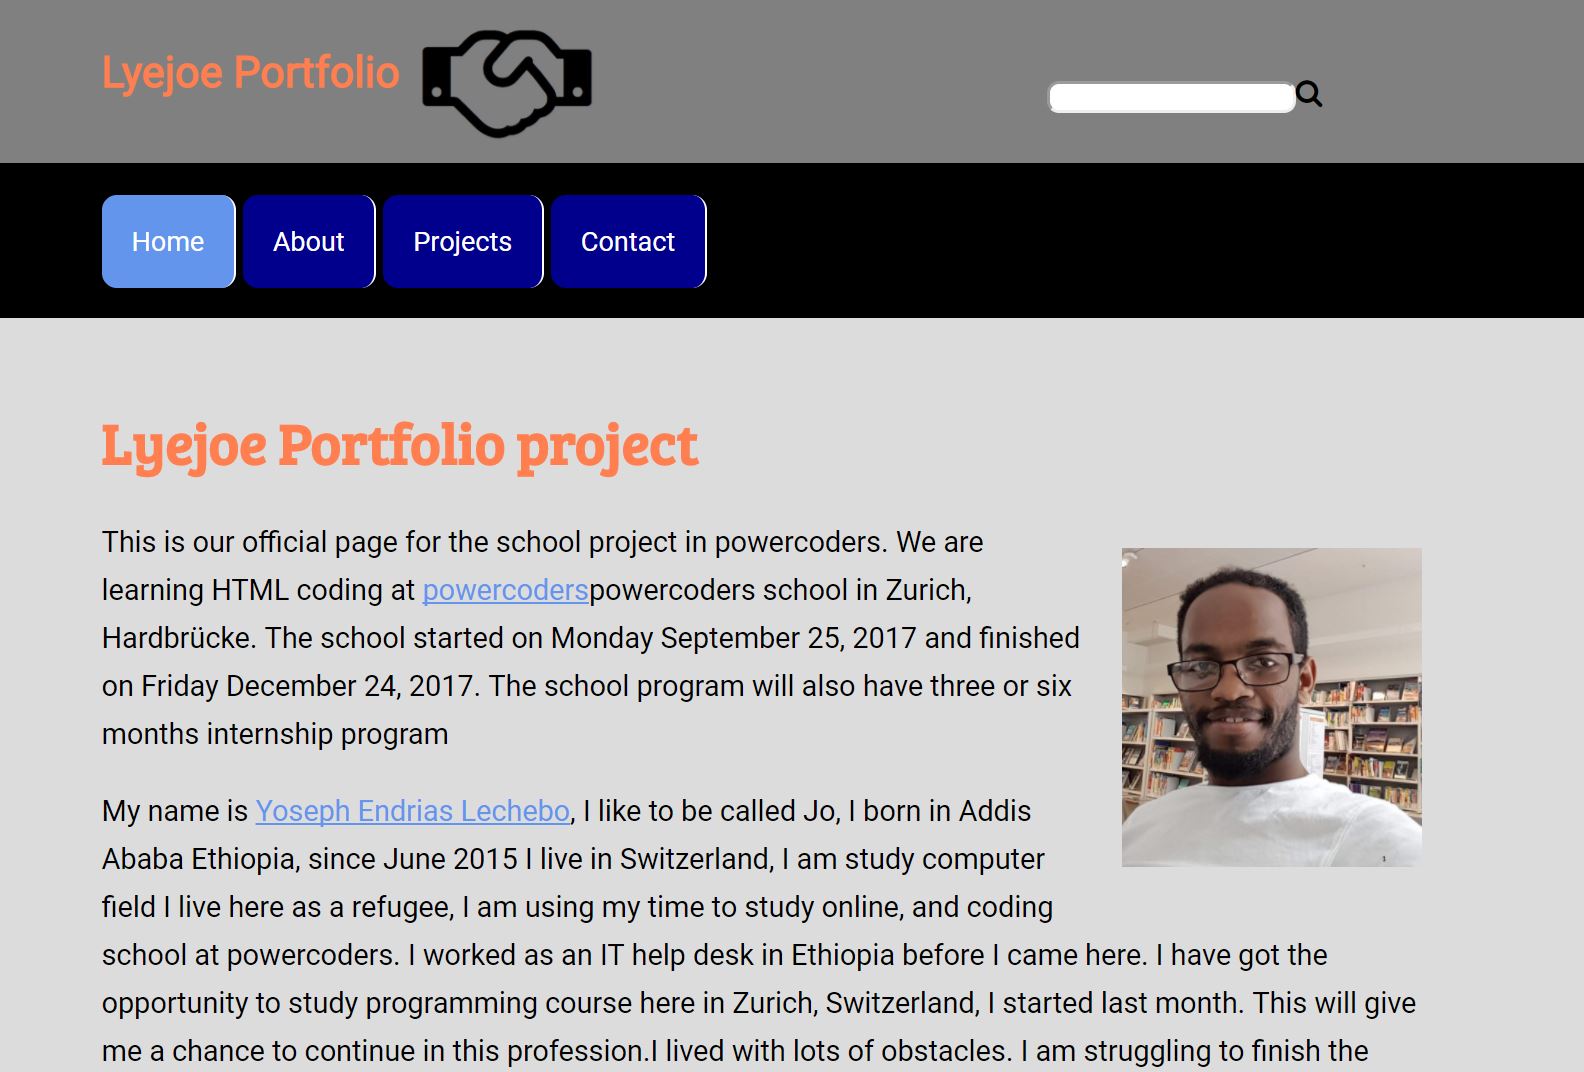 Lyejoe Portfolio
Home
About
Projects
Contact
Lyejoe Portfolio project
This is our official page for the school project in powercoders. We are
learning HTML coding at powercoderspowercoders school in Zurich,
Hardbrücke. The school started on Monday September 25, 2017 and finished
on Friday December 24, 2017. The school program will also have three or six
months internship program
My name is Yoseph Endrias Lechebo, I like to be called Jo, I born in Addis
Ababa Ethiopia, since June 2015 I live in Switzerland, I am study computer
field I live here as a refugee, I am using my time to study online, and coding
school at powercoders. I worked as an IT help desk in Ethiopia before I came here. I have got the
opportunity to study programming course here in Zurich, Switzerland, I started last month. This will give
me a chance to continue in this profession.I lived with lots of obstacles. I am struggling to finish the